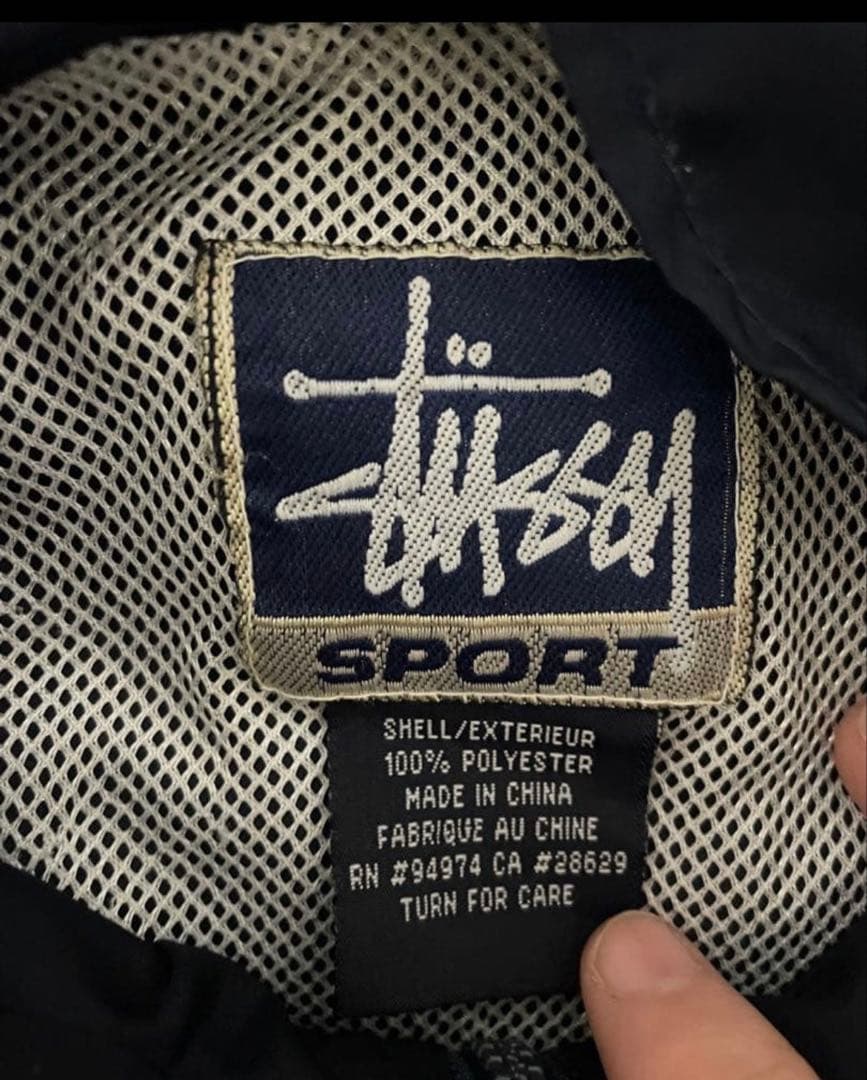 Stüssy
SPORT
SHELL/EXTERIEUR
100% POLYESTER
MADE IN CHINA
FABRIQUE AU CHINE
RN #94974 CA #28629
TURN FOR CARE